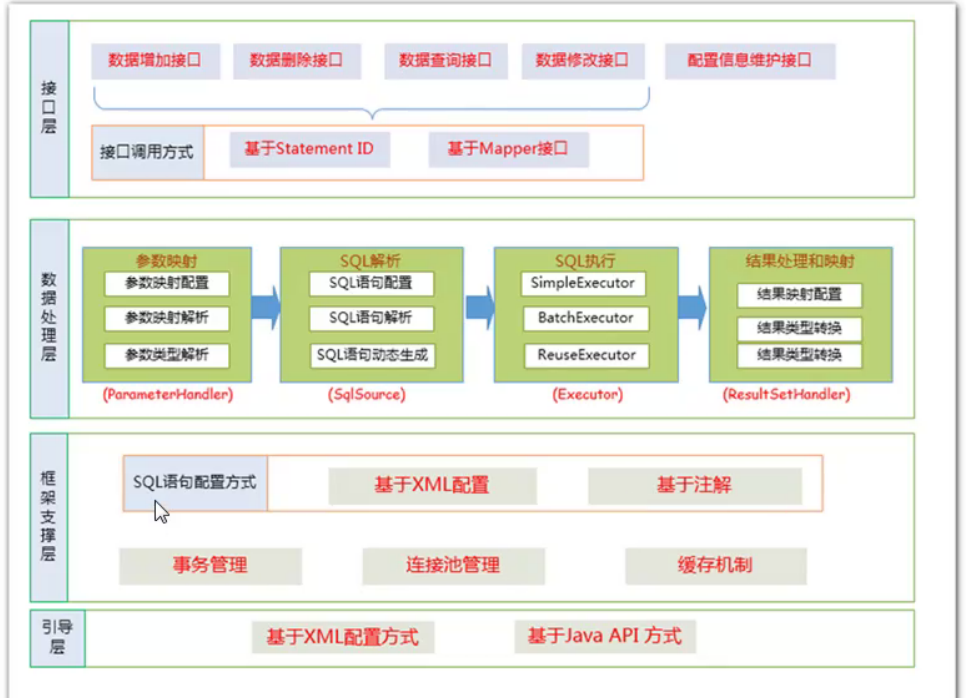 接口层
数据增加接口
数据删除接口
数据查询接口
数据修改接口
配置信息维护接口
接口调用方式
基于Statement ID
基于Mapper接口
数据处理层
参数映射
参数映射配置
参数映射解析
参数类型解析
(ParameterHandler)
SQL解析
SQL语句配置
SQL语句解析
SQL语句动态生成
(SqlSource)
SQL执行
SimpleExecutor
BatchExecutor
ReuseExecutor
(Executor)
结果处理和映射
结果映射配置
结果类型转换
结果类型转换
(ResultSetHandler)
框架支撑层
SQL语句配置方式
基于XML配置
基于注解
事务管理
连接池管理
缓存机制
引导层
基于XML配置方式
基于Java API 方式